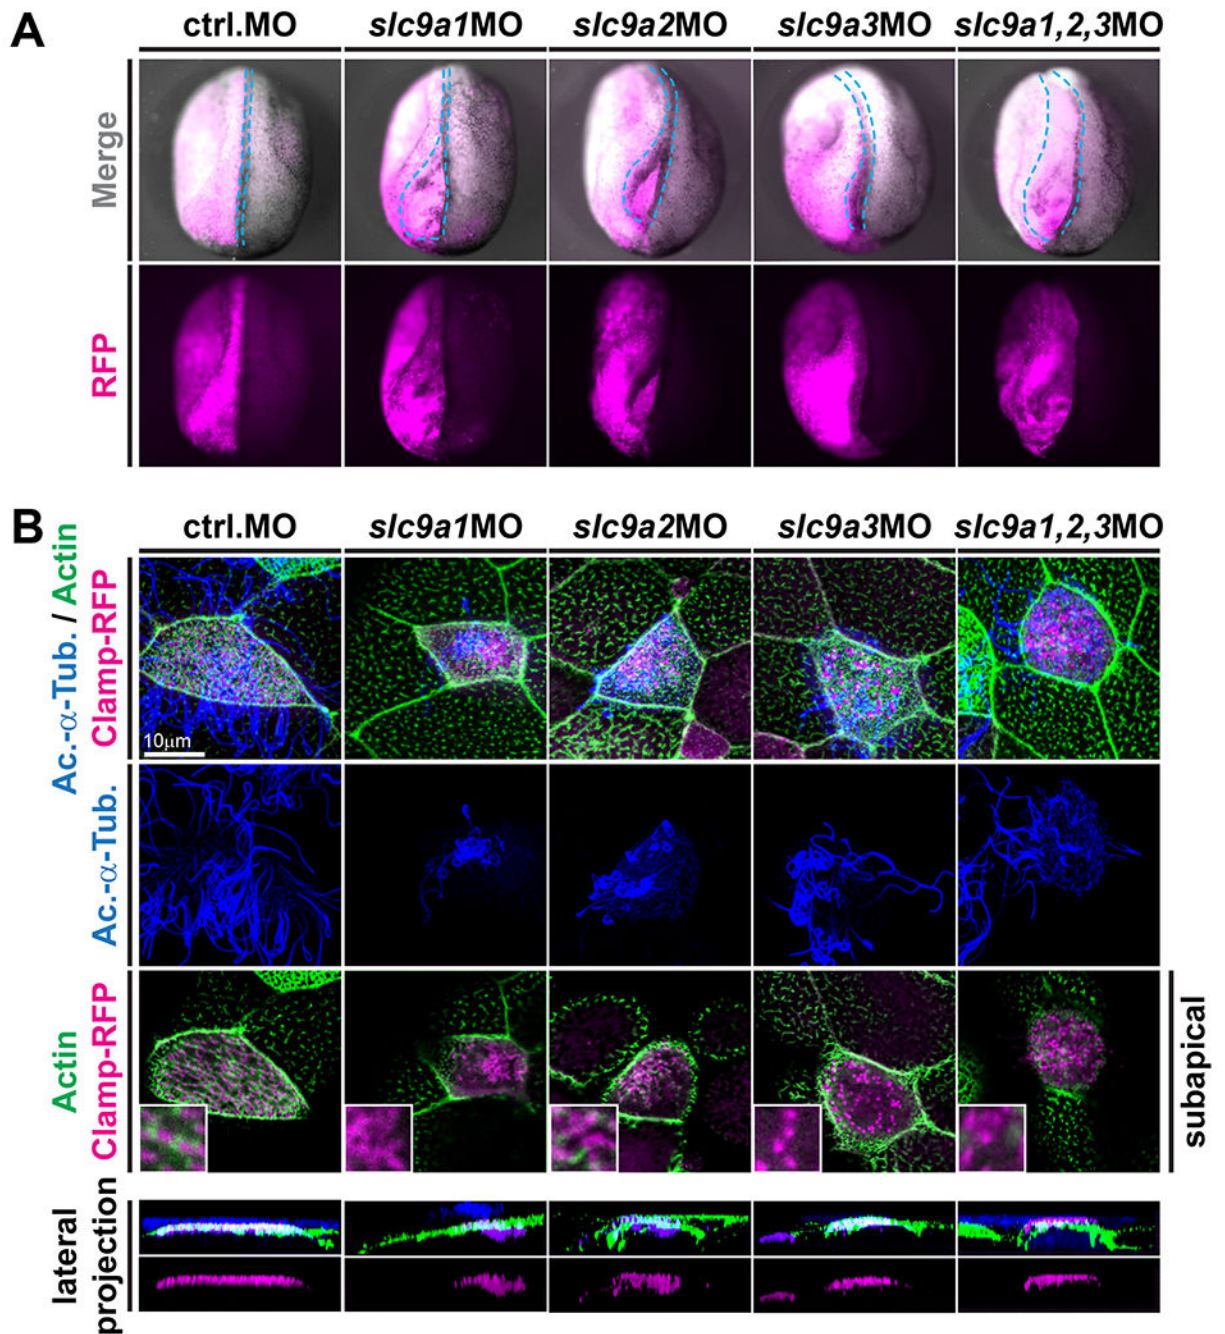 A
ctrl.MO slc9a1MO slc9a2MO slc9a3MO slc9a1,2,3MO
Merge
RFP
B
ctrl.MO slc9a1MO slc9a2MO slc9a3MO slc9a1,2,3MO
Ac.-α-Tub. / Actin
Clamp-RFP
10μm
Ac.-α-Tub.
Actin
Clamp-RFP
subapical
lateral
projection